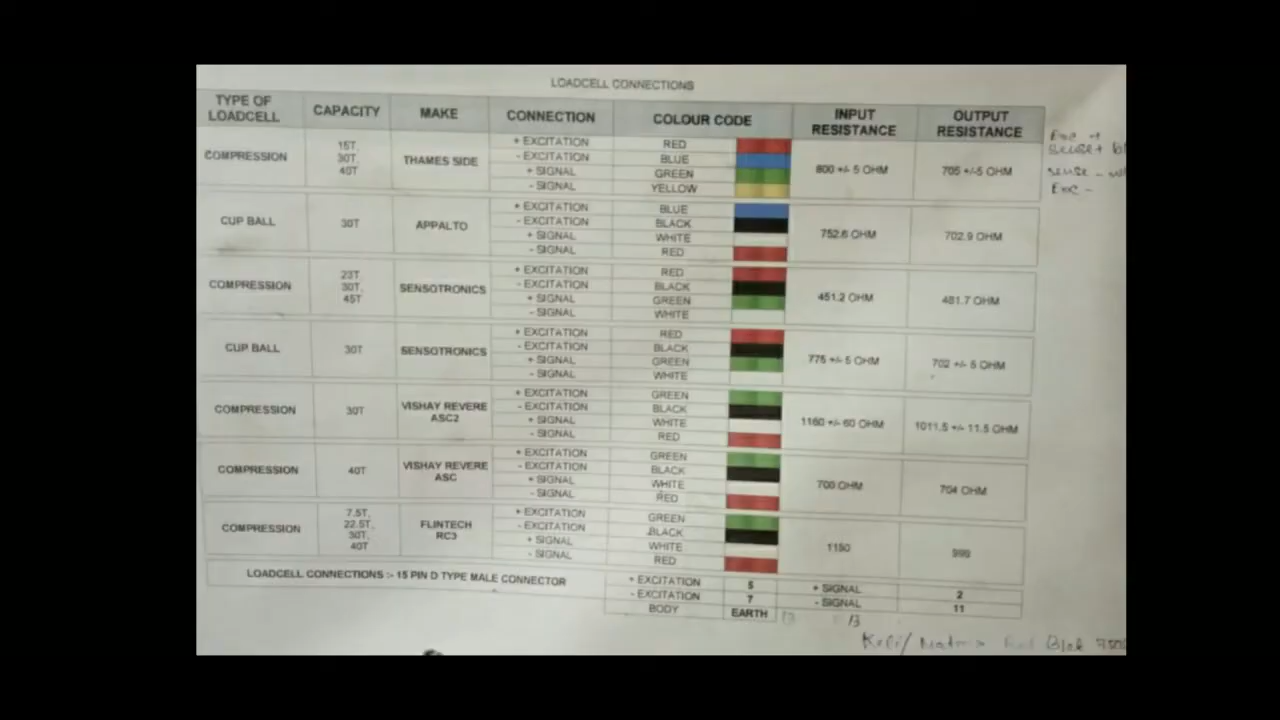 LOADCELL CONNECTIONS
TYPE OF LOADCELL CAPACITY MAKE CONNECTION COLOUR CODE INPUT RESISTANCE OUTPUT RESISTANCE
COMPRESSION 15T, 30T, 40T THAMES SIDE + EXCITATION RED 800 +/- 5 OHM 705 +/-5 OHM
- EXCITATION BLUE
+ SIGNAL GREEN
- SIGNAL YELLOW
CUP BALL 30T APPALTO + EXCITATION BLUE 752.6 OHM 702.9 OHM
- EXCITATION BLACK
+ SIGNAL WHITE
- SIGNAL RED
COMPRESSION 23T, 30T, 45T SENSOTRONICS + EXCITATION RED 451.2 OHM 481.7 OHM
- EXCITATION BLACK
+ SIGNAL GREEN
- SIGNAL WHITE
CUP BALL 30T SENSOTRONICS + EXCITATION RED 775 +/- 5 OHM 702 +/- 5 OHM
- EXCITATION BLACK
+ SIGNAL GREEN
- SIGNAL WHITE
COMPRESSION 30T VISHAY REVERE ASC2 + EXCITATION GREEN 1160 +/- 60 OHM 1011.5 +/- 11.5 OHM
- EXCITATION BLACK
+ SIGNAL WHITE
- SIGNAL RED
COMPRESSION 40T VISHAY REVERE ASC + EXCITATION GREEN 700 OHM 704 OHM
- EXCITATION BLACK
+ SIGNAL WHITE
- SIGNAL RED
COMPRESSION 7.5T, 22.5T, 30T, 40T FLINTECH RC3 + EXCITATION GREEN 1150
- EXCITATION BLACK
+ SIGNAL WHITE
- SIGNAL RED
LOADCELL CONNECTIONS :- 15 PIN D TYPE MALE CONNECTOR + EXCITATION 5 + SIGNAL 2
- EXCITATION 7 - SIGNAL 11
BODY EARTH 13
Exc +
sense+
sense -
Exc -